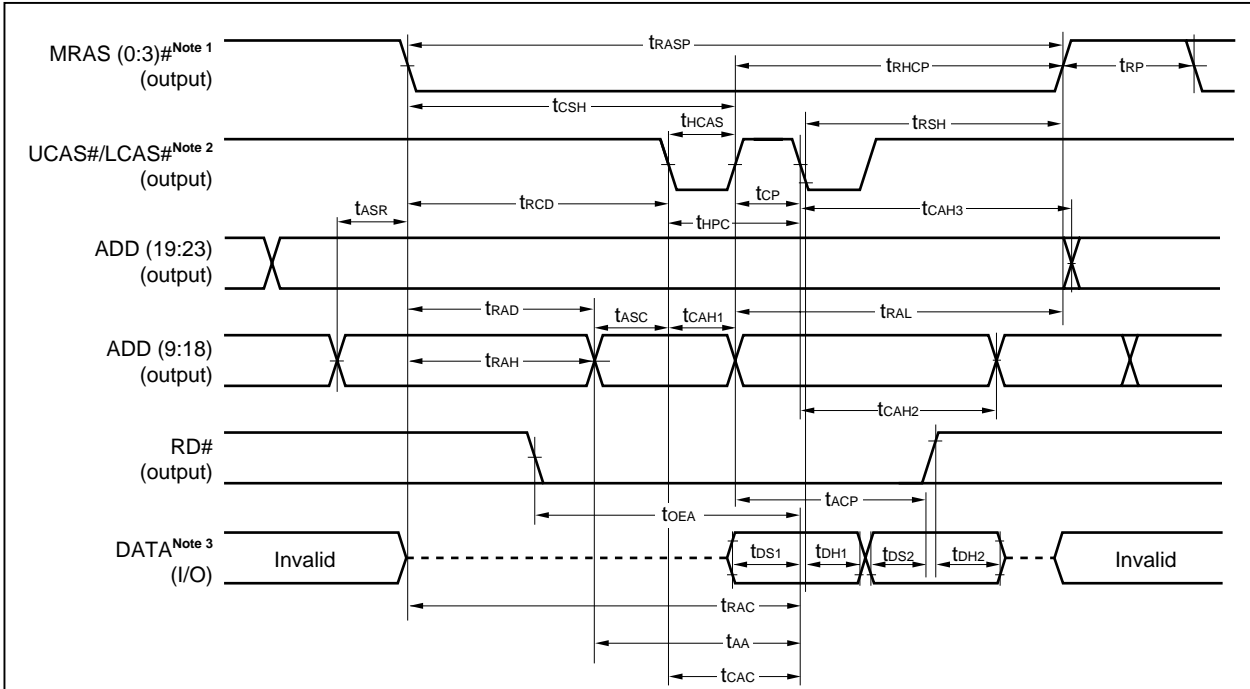 MRAS (0:3)#Note 1
(output)
tRASP
tRHCP
tRP
tCSH
tHCAS
tRSH
UCAS#/LCAS#Note 2
(output)
tASR
tRCD
tCP
tHPC
tCAH3
ADD (19:23)
(output)
tRAD
tASC
tCAH1
tRAL
ADD (9:18)
(output)
tRAH
tCAH2
RD#
(output)
tACP
tOEA
DATANote 3
(I/O)
Invalid
tDS1
tDH1
tDS2
tDH2
Invalid
tRAC
tAA
tCAC